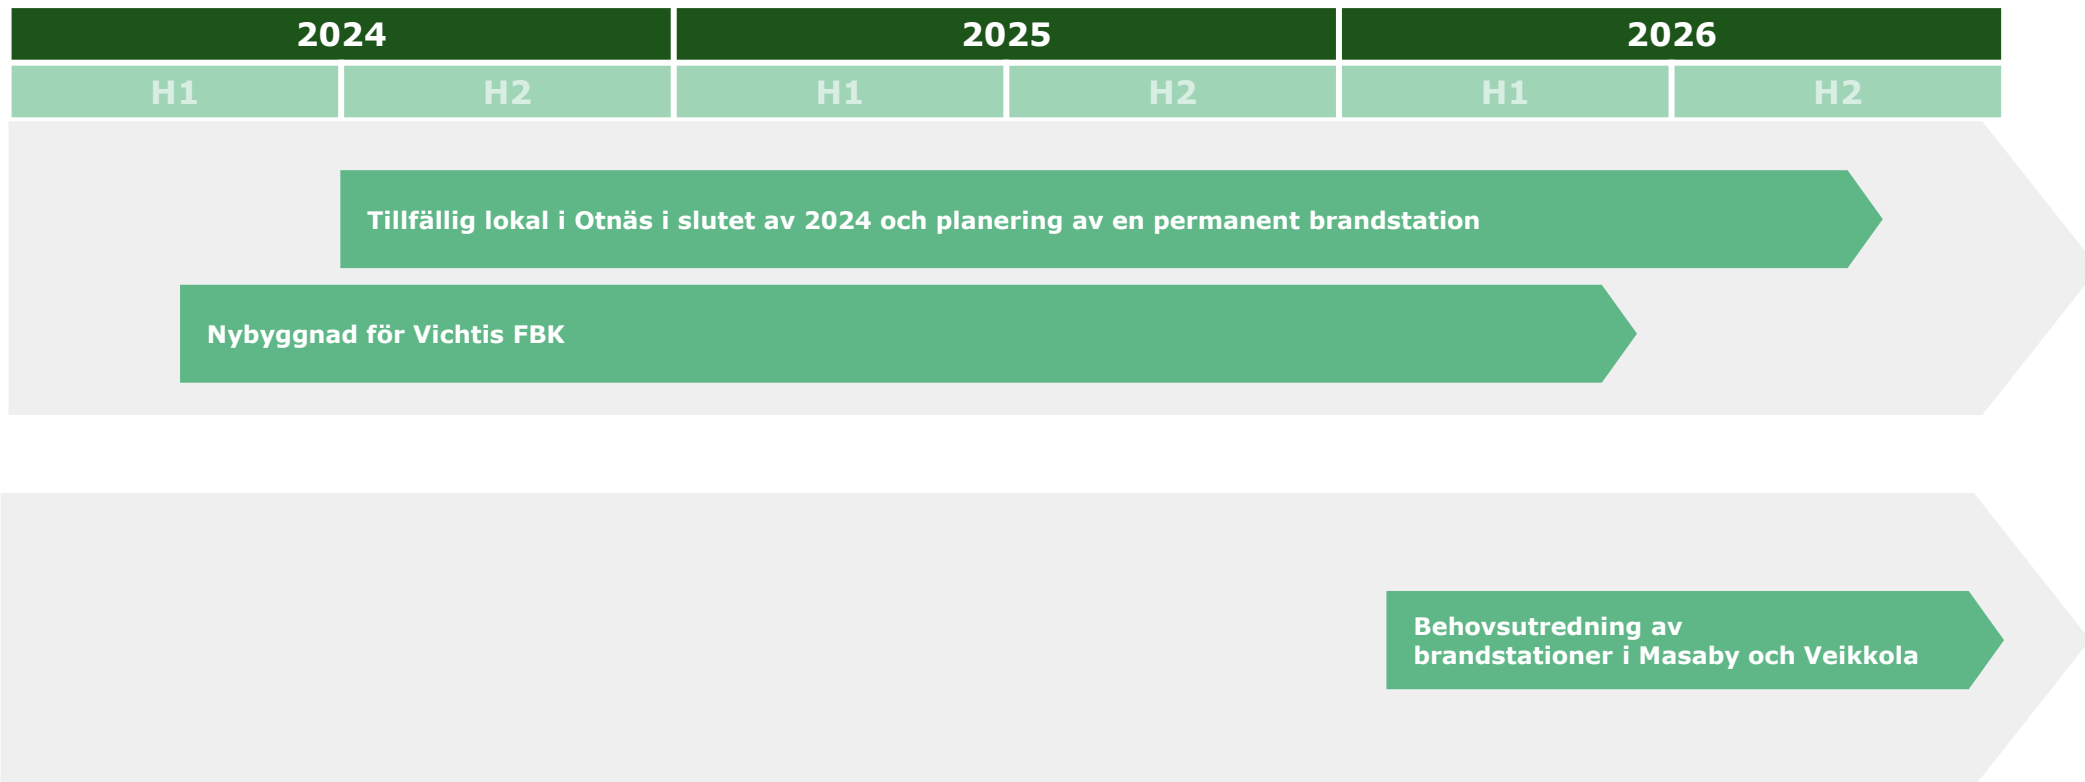 2024 2025 2026
H1 H2 H1 H2 H1 H2
Tillfällig lokal i Otnäs i slutet av 2024 och planering av en permanent brandstation
Nybyggnad för Vichtis FBK
Behovsutredning av
brandstationer i Masaby och Veikkola